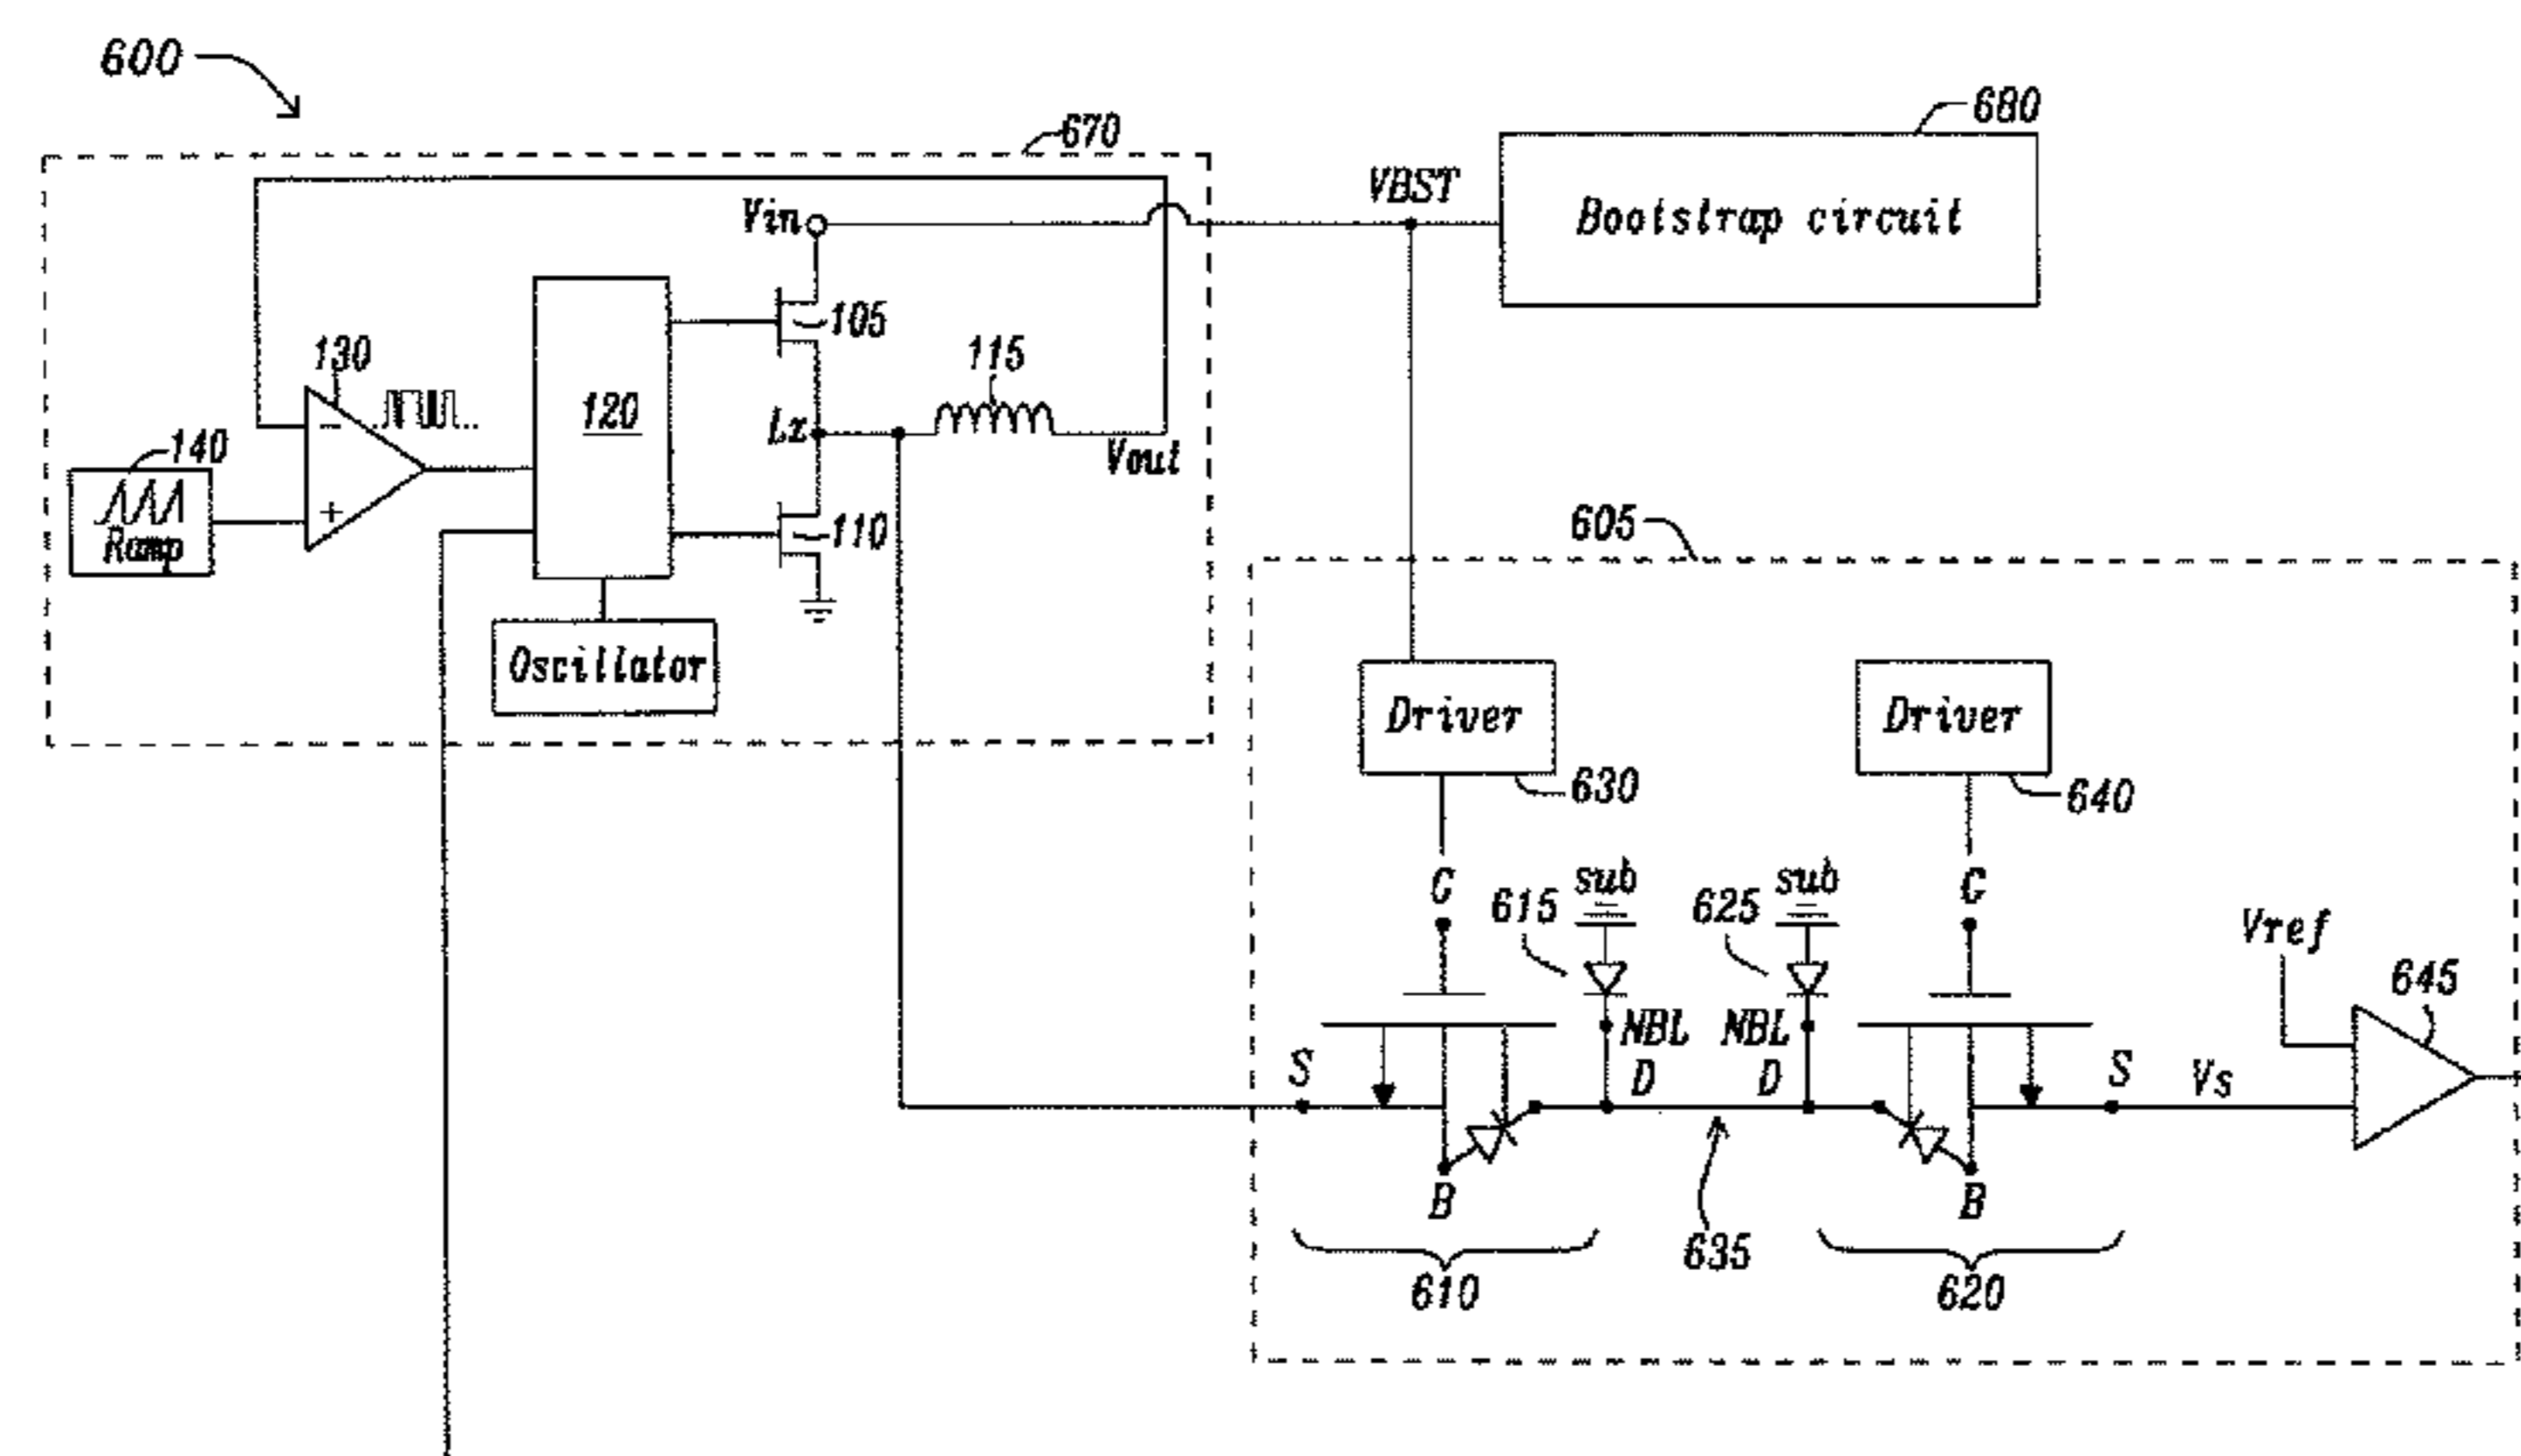 600
670
680
VBST
Bootstrap circuit
Vin
105
130
115
120
Lx
140
Vout
Ramp
−
+
110
605
Oscillator
Driver
Driver
630
640
G
615
sub
625
sub
G
Vref
645
NBL
NBL
S
D
D
S
Vs
B
B
635
610
620